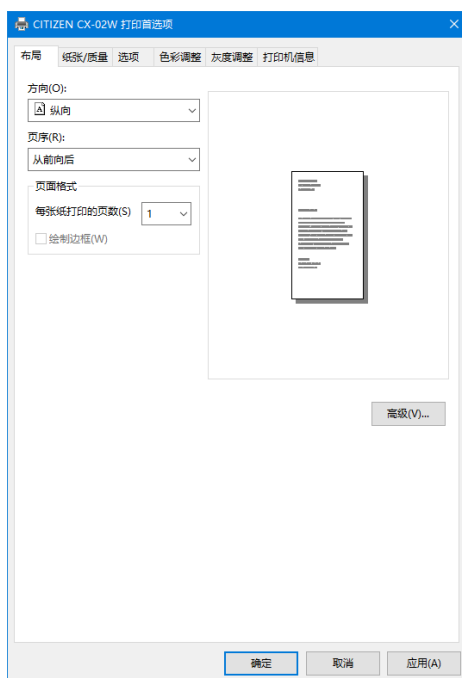 CITIZEN CX-02W 打印首选项
布局 纸张/质量 选项 色彩调整 灰度调整 打印机信息
方向(O):
A 纵向
页序(R):
从前向后
页面格式
每张纸打印的页数(S) 1
绘制边框(W)
高级(V)...
确定 取消 应用(A)